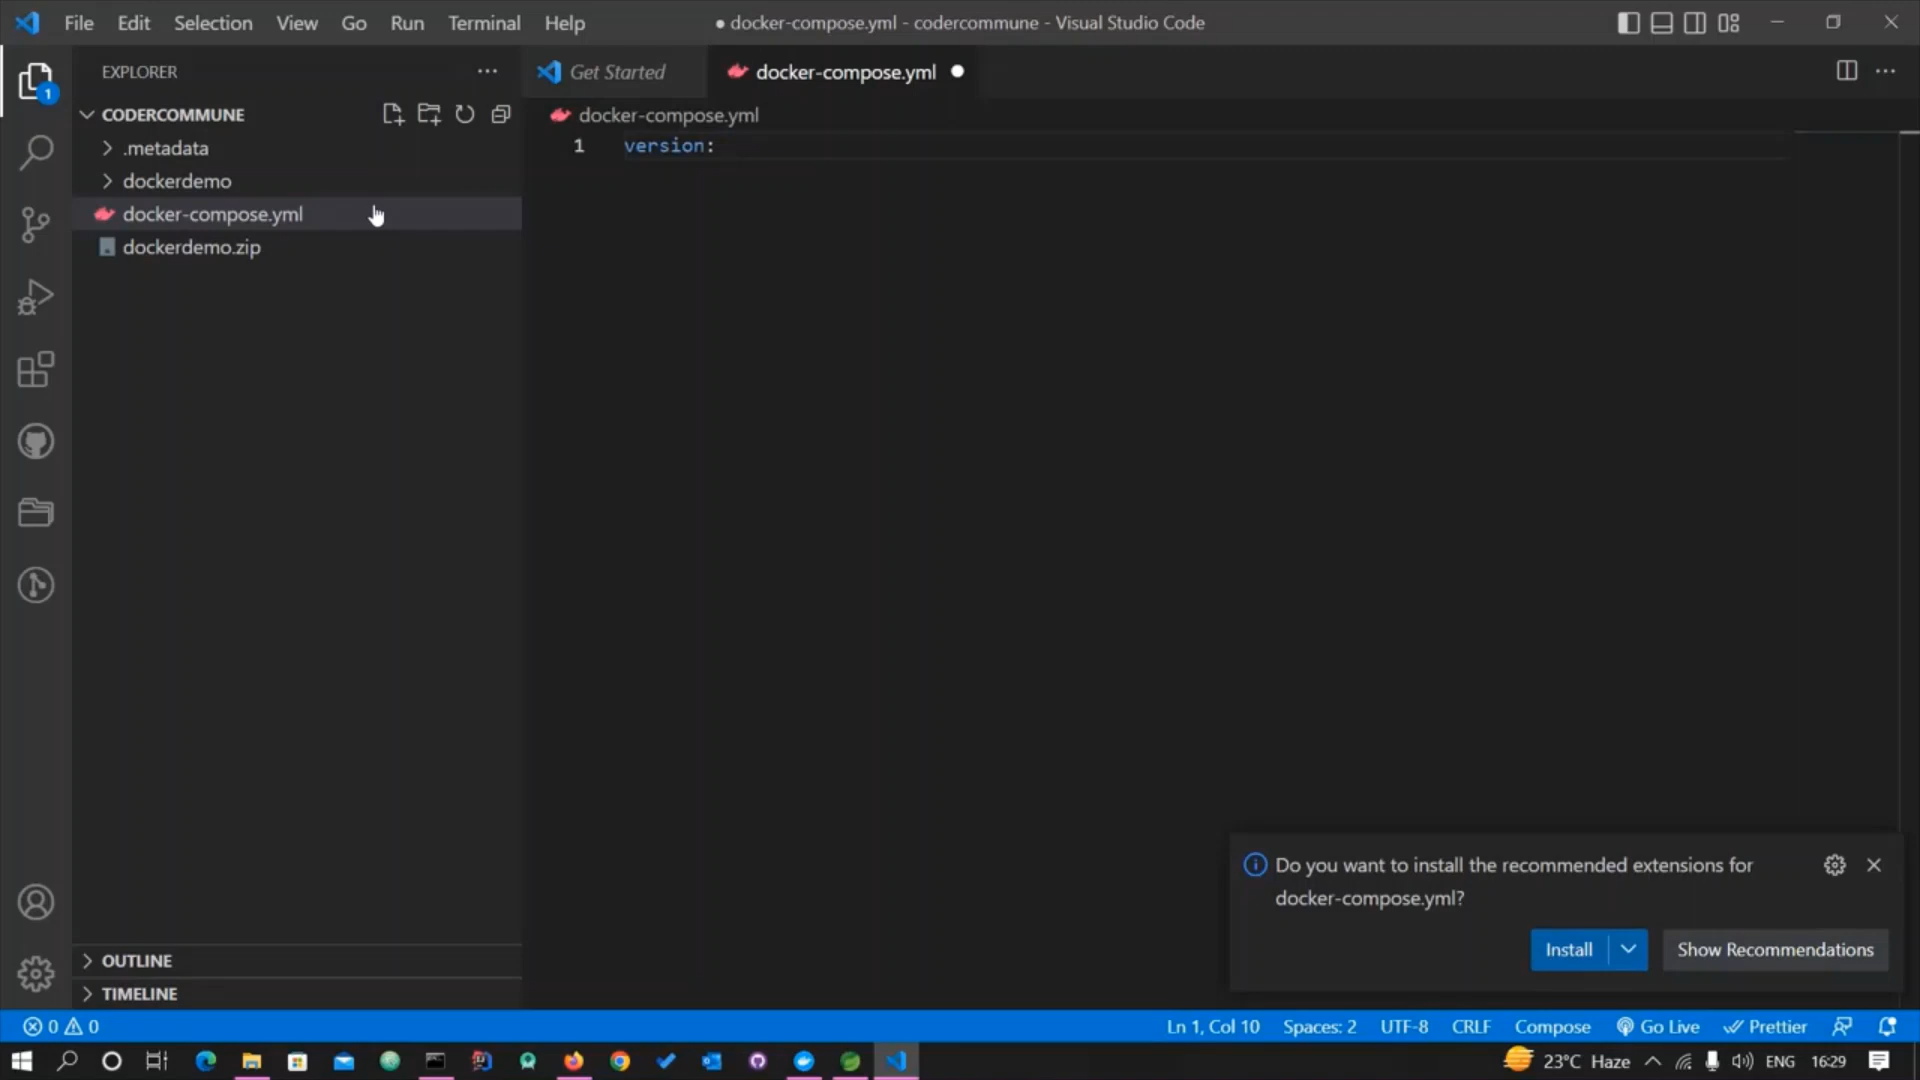 File Edit Selection View Go Run Terminal Help
● docker-compose.yml - codercommune - Visual Studio Code
EXPLORER
Get Started
docker-compose.yml
1
CODERCOMMUNE
docker-compose.yml
.metadata
1 version:
dockerdemo
docker-compose.yml
dockerdemo.zip
Do you want to install the recommended extensions for
docker-compose.yml?
Install
Show Recommendations
OUTLINE
TIMELINE
0 0
Ln 1, Col 10 Spaces: 2 UTF-8 CRLF Compose Go Live Prettier
23°C Haze ENG 16:29